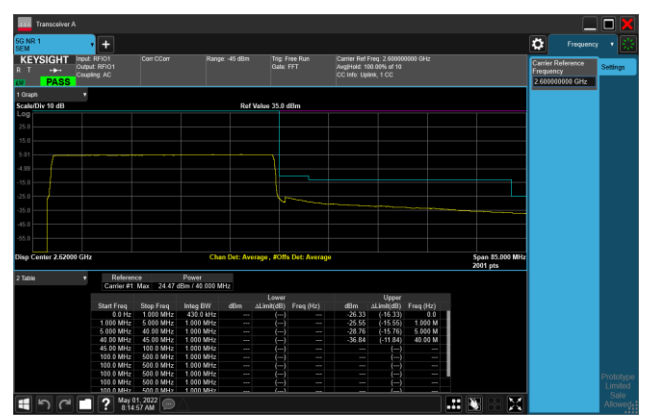 Transceiver A
5G NR 1
SEM
+
Frequency
KEYSIGHT
R T
PASS
Input: RFIO1
Output: RFIO1
Coupling: AC
Corr CCorr
Range: -45 dBm
Trig: Free Run
Gate: FFT
Carrier Ref Freq: 2.600000000 GHz
Avg|Hold: 100.00% of 10
CC Info: Uplink, 1 CC
Carrier Reference
Frequency
2.600000000 GHz
Settings
1 Graph
Scale/Div 10 dB
Ref Value 35.0 dBm
Log
25.0
15.0
5.01
-4.99
-15.0
-25.0
-35.0
-45.0
-55.0
Disp Center 2.62000 GHz
Chan Det: Average , #Offs Det: Average
Span 85.000 MHz
2001 pts
2 Table
Reference Power
Carrier #1 Max 24.47 dBm / 40.000 MHz
Lower Upper
Start Freq Stop Freq Integ BW dBm ΔLimit(dB) Freq (Hz) dBm ΔLimit(dB) Freq (Hz)
0.0 Hz 1.000 MHz 430.0 kHz --- (---) --- -26.33 (-16.33) 0.0
1.000 MHz 5.000 MHz 1.000 MHz --- (---) --- -25.55 (-15.55) 1.000 M
5.000 MHz 40.00 MHz 1.000 MHz --- (---) --- -28.76 (-15.76) 5.000 M
40.00 MHz 45.00 MHz 1.000 MHz --- (---) --- -36.84 (-11.84) 40.00 M
45.00 MHz 100.0 MHz 1.000 MHz --- (---) --- --- (---) ---
100.0 MHz 500.0 MHz 1.000 MHz --- (---) --- --- (---) ---
100.0 MHz 500.0 MHz 1.000 MHz --- (---) --- --- (---) ---
100.0 MHz 500.0 MHz 1.000 MHz --- (---) --- --- (---) ---
100.0 MHz 500.0 MHz 1.000 MHz --- (---) --- --- (---) ---
100.0 MHz 500.0 MHz 1.000 MHz --- (---) --- --- (---) ---
Prototype
Limited
Sale
Allowed
?
May 01, 2022
8:14:57 AM